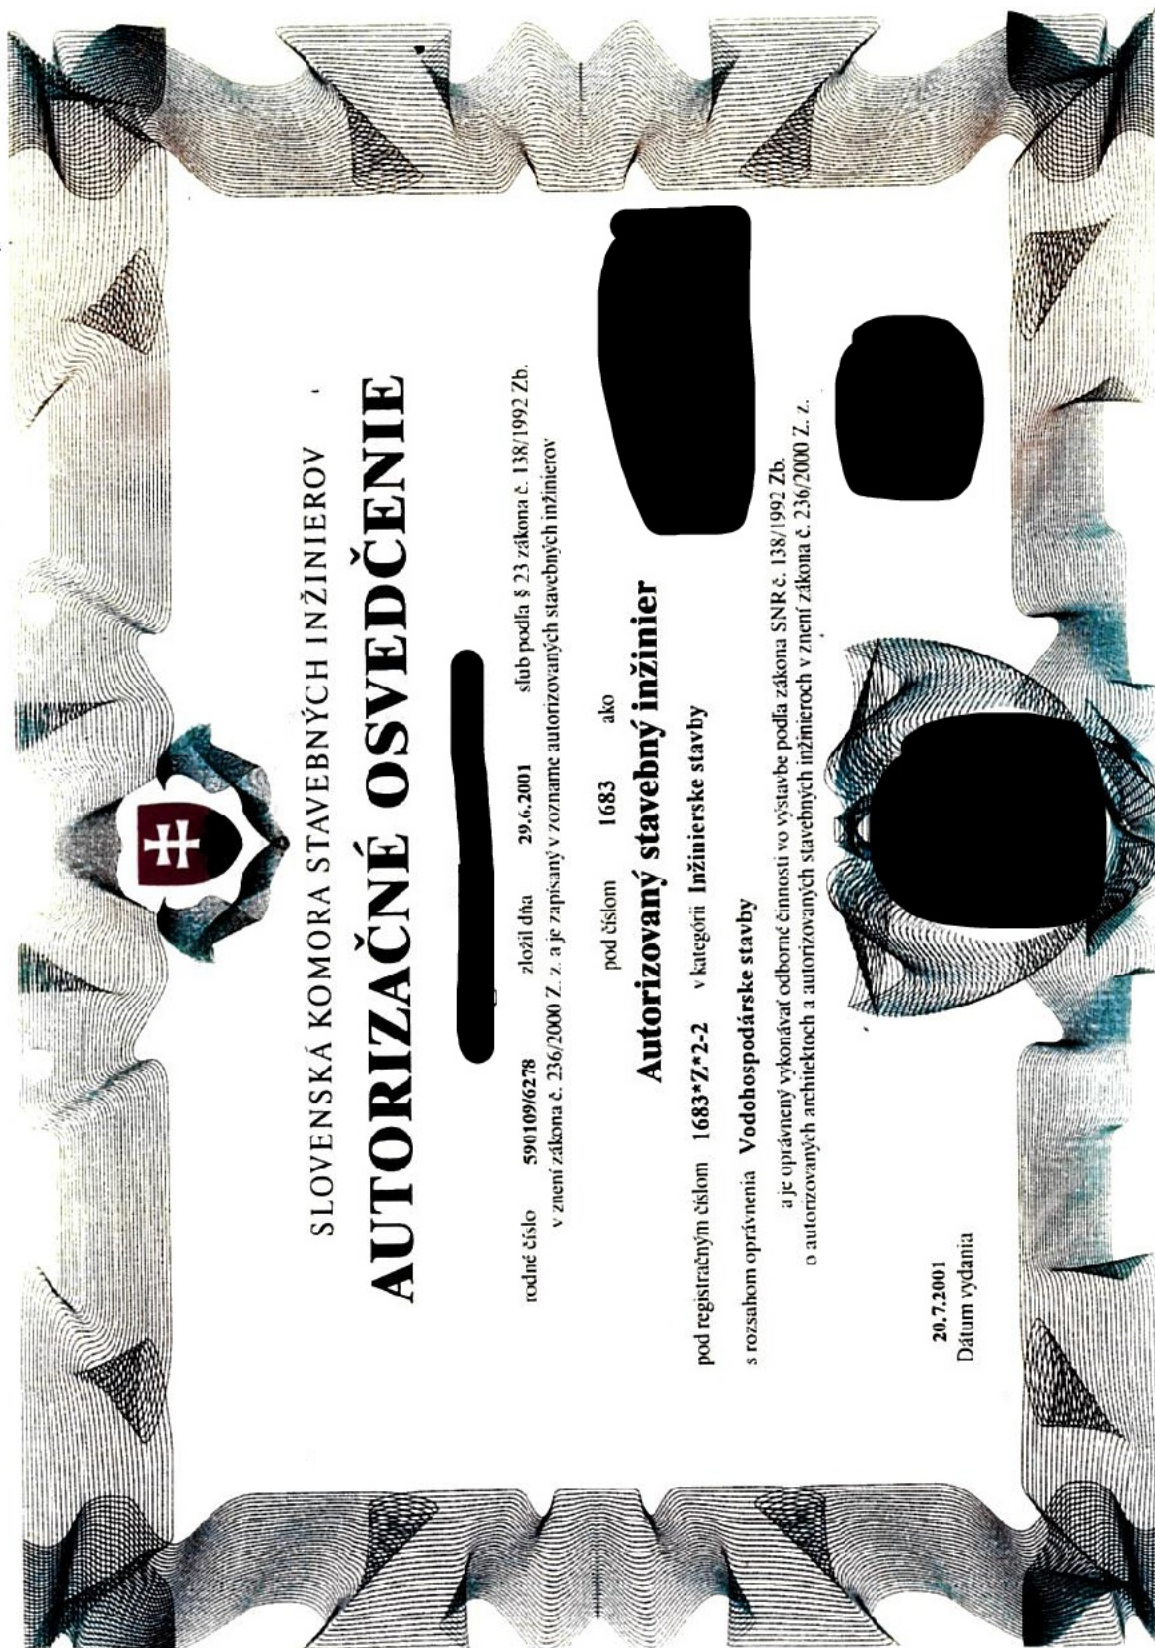 SLOVENSKÁ KOMORA STAVEBNÝCH INŽINIEROV
AUTORIZAČNÉ OSVEDČENIE
rodné číslo 590109/6278 zložil dňa 29.6.2001 sľub podľa § 23 zákona č. 138/1992 Zb.
v znení zákona č. 236/2000 Z. z. a je zapísaný v zozname autorizovaných stavebných inžinierov
pod číslom 1683 ako
Autorizovaný stavebný inžinier
pod registračným číslom 1683*Z*2-2 v kategórii Inžinierske stavby
s rozsahom oprávnenia Vodohospodárske stavby
a je oprávnený vykonávať odborné činnosti vo výstavbe podľa zákona SNR č. 138/1992 Zb.
o autorizovaných architektoch a autorizovaných stavebných inžinieroch v znení zákona č. 236/2000 Z. z.
20.7.2001
Dátum vydania